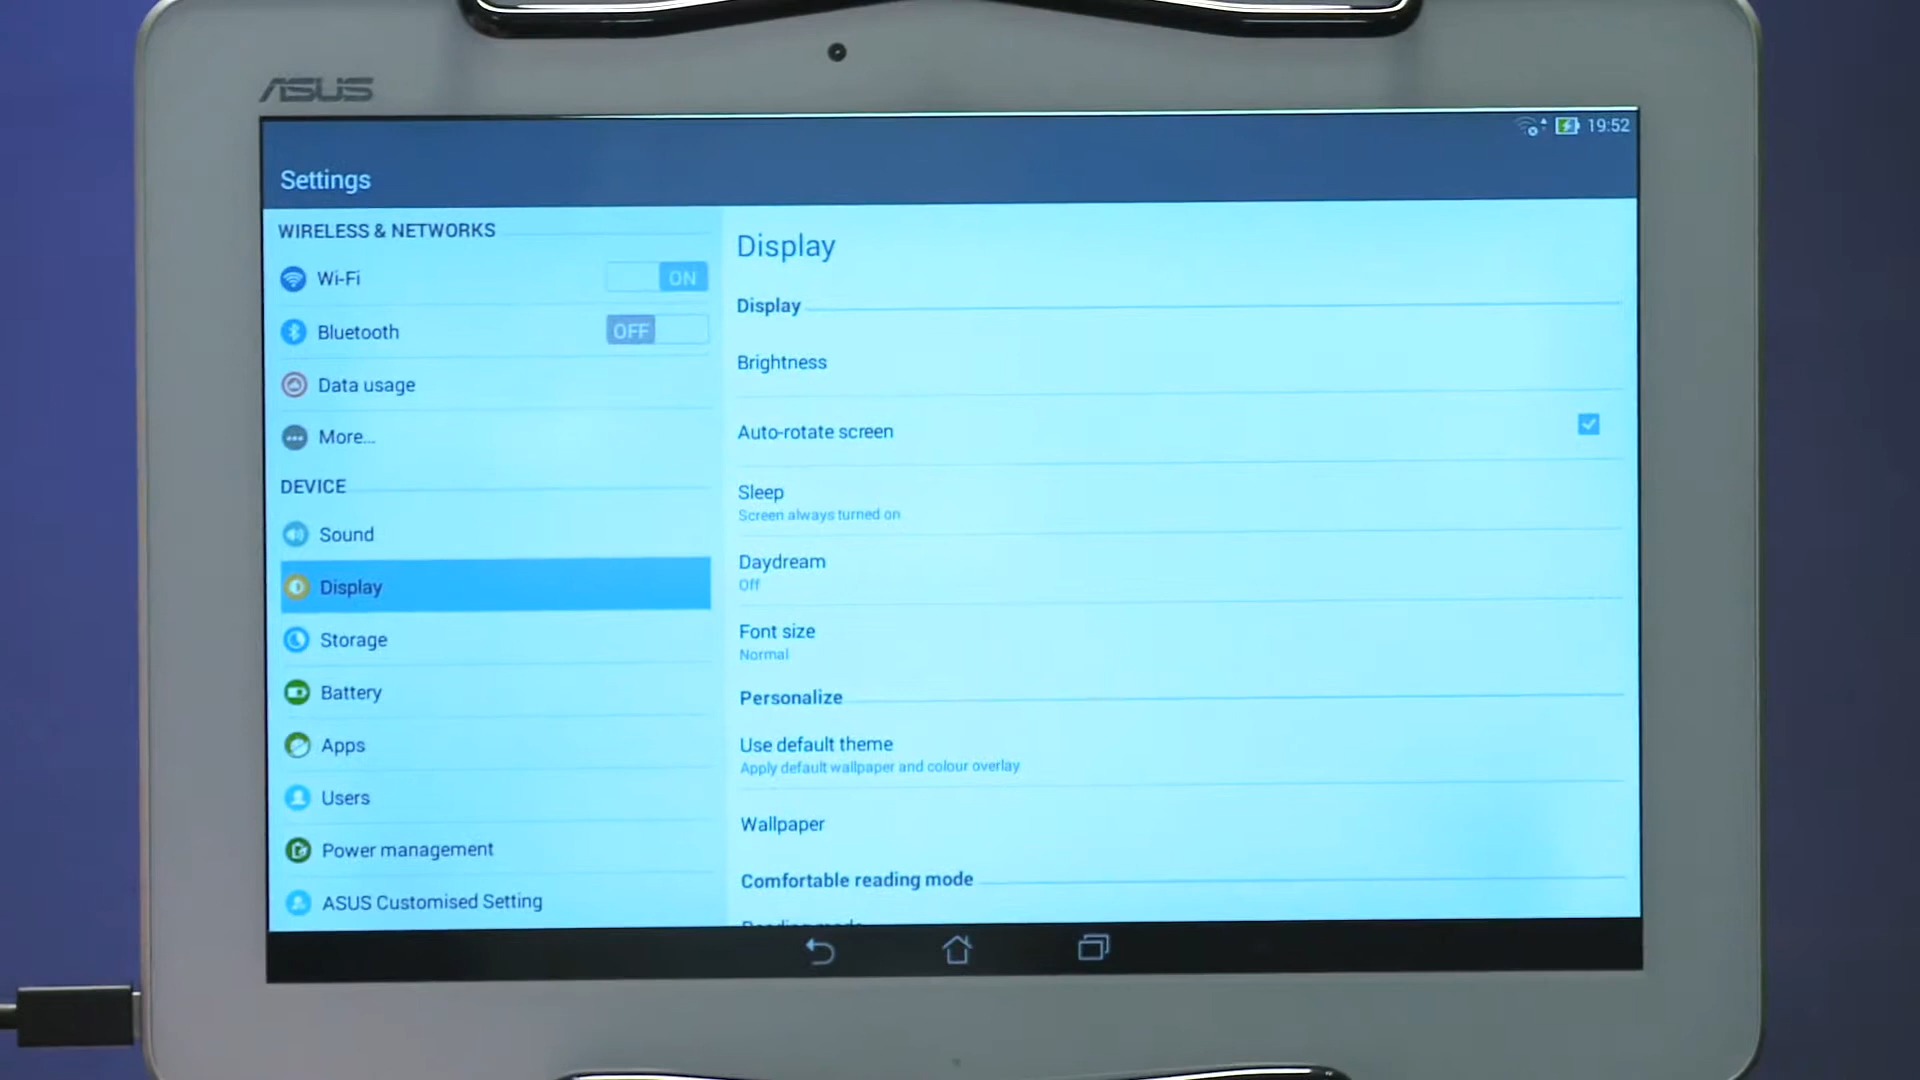 ASUS
19:52
Settings
WIRELESS & NETWORKS
Wi-Fi
ON
Bluetooth
OFF
Data usage
More...
DEVICE
Sound
Display
Storage
Battery
Apps
Users
Power management
ASUS Customised Setting
Display
Display
Brightness
Auto-rotate screen
Sleep
Screen always turned on
Daydream
Off
Font size
Normal
Personalize
Use default theme
Apply default wallpaper and colour overlay
Wallpaper
Comfortable reading mode
Reading mode